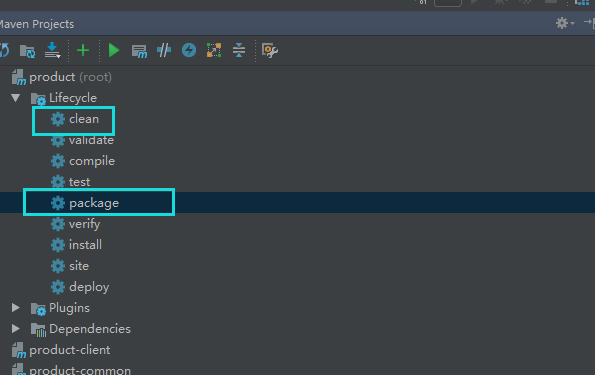 Maven Projects
product (root)
Lifecycle
clean
validate
compile
test
package
verify
install
site
deploy
Plugins
Dependencies
product-client
product-common